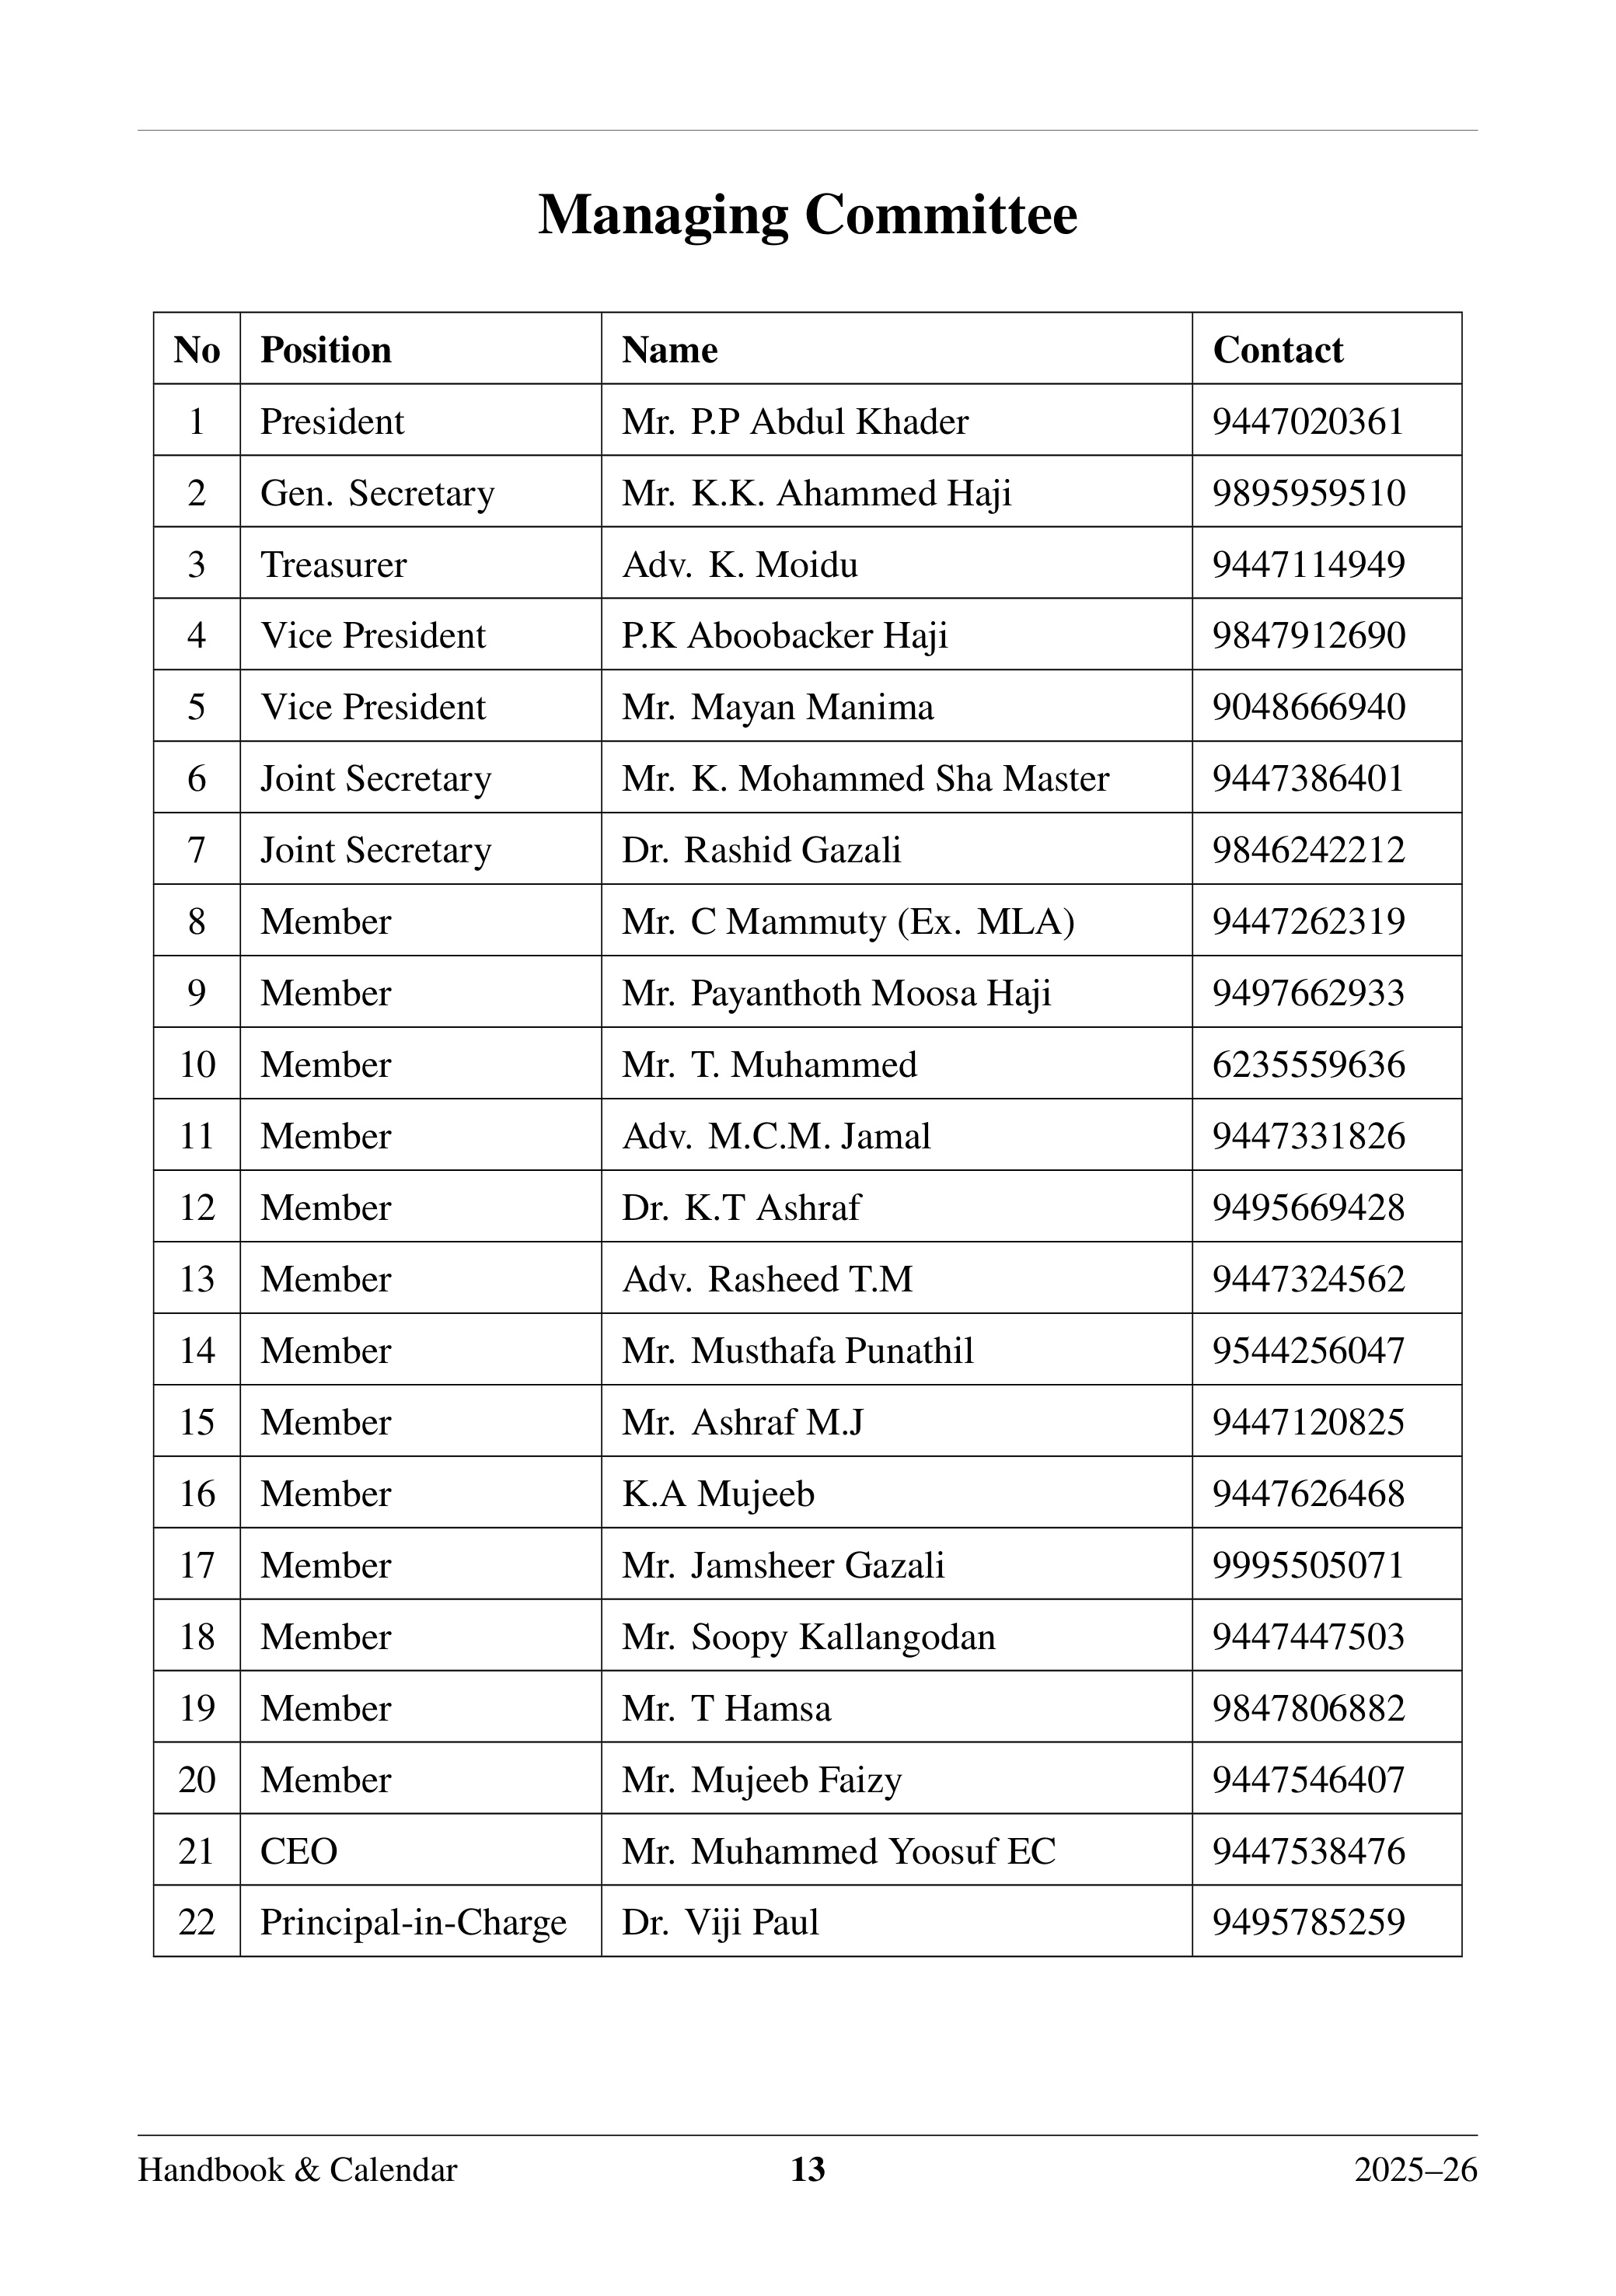 Managing Committee
No Position Name Contact
1 President Mr. P.P Abdul Khader 9447020361
2 Gen. Secretary Mr. K.K. Ahammed Haji 9895959510
3 Treasurer Adv. K. Moidu 9447114949
4 Vice President P.K Aboobacker Haji 9847912690
5 Vice President Mr. Mayan Manima 9048666940
6 Joint Secretary Mr. K. Mohammed Sha Master 9447386401
7 Joint Secretary Dr. Rashid Gazali 9846242212
8 Member Mr. C Mammuty (Ex. MLA) 9447262319
9 Member Mr. Payanthoth Moosa Haji 9497662933
10 Member Mr. T. Muhammed 6235559636
11 Member Adv. M.C.M. Jamal 9447331826
12 Member Dr. K.T Ashraf 9495669428
13 Member Adv. Rasheed T.M 9447324562
14 Member Mr. Musthafa Punathil 9544256047
15 Member Mr. Ashraf M.J 9447120825
16 Member K.A Mujeeb 9447626468
17 Member Mr. Jamsheer Gazali 9995505071
18 Member Mr. Soopy Kallangodan 9447447503
19 Member Mr. T Hamsa 9847806882
20 Member Mr. Mujeeb Faizy 9447546407
21 CEO Mr. Muhammed Yoosuf EC 9447538476
22 Principal-in-Charge Dr. Viji Paul 9495785259
Handbook & Calendar 13 2025–26